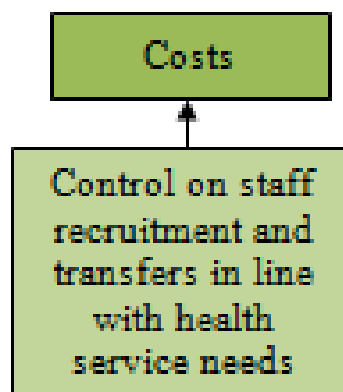 Costs
Control on staff
recruitment and
transfers in line
with health
service needs